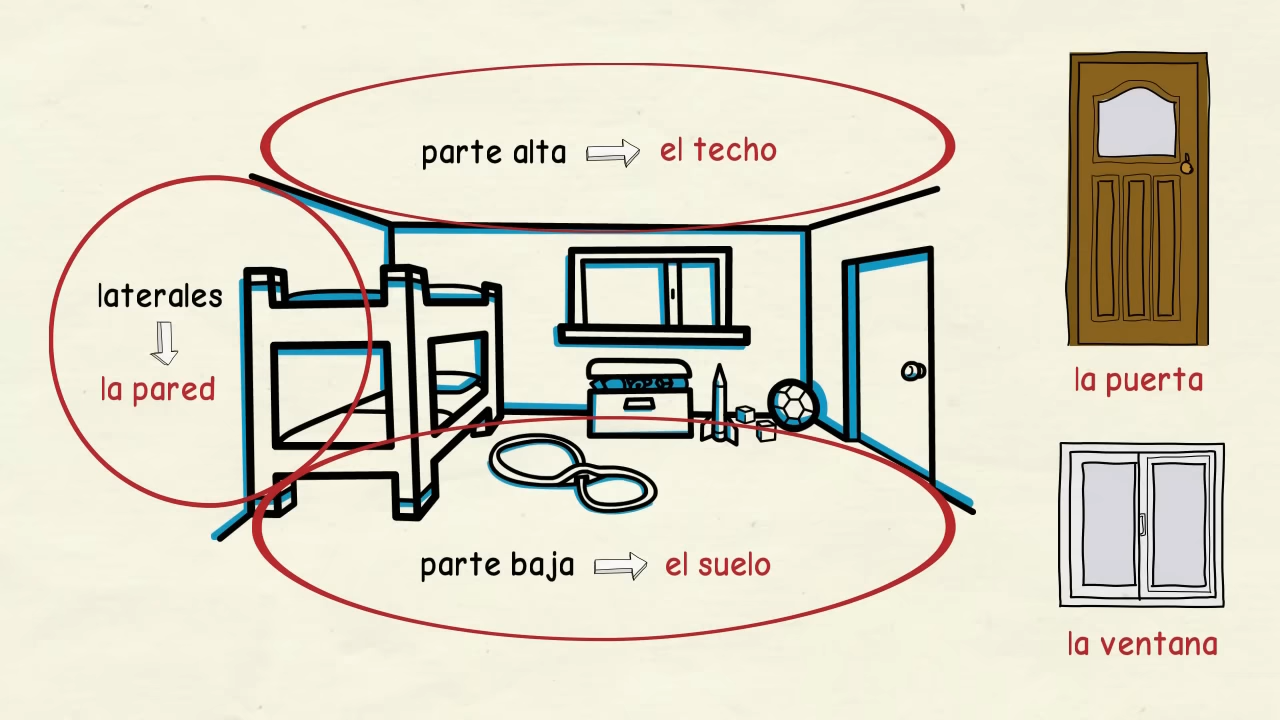 parte alta el techo
laterales
la pared
parte baja el suelo
la puerta
la ventana